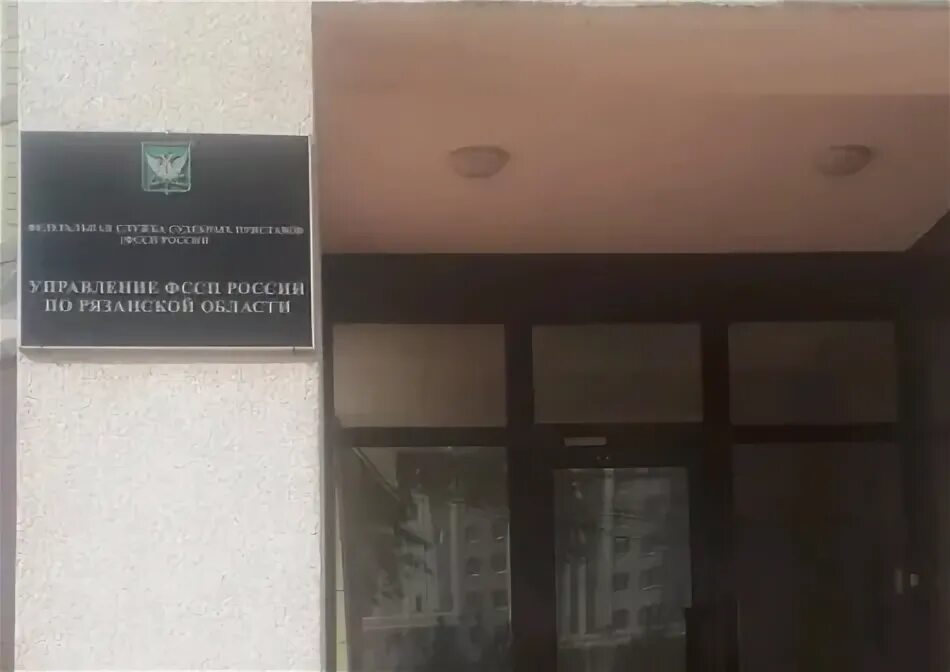 ФЕДЕРАЛЬНАЯ СЛУЖБА СУДЕБНЫХ ПРИСТАВОВ
(ФССП РОССИИ)
УПРАВЛЕНИЕ ФССП РОССИИ
ПО РЯЗАНСКОЙ ОБЛАСТИ